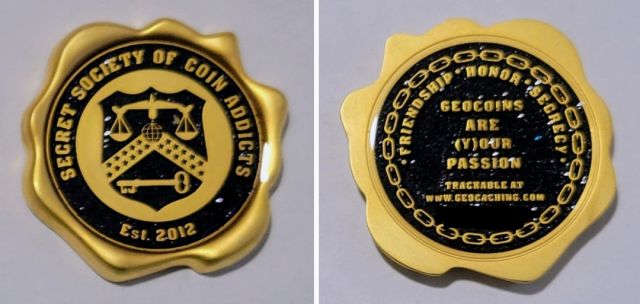 SECRET SOCIETY OF COIN ADDICTS
EST. 2012
•FRIENDSHIP•HONOR•SECRECY•
GEOCOINS
ARE
(Y)OUR
PASSION
TRACKABLE AT
WWW.GEOCACHING.COM